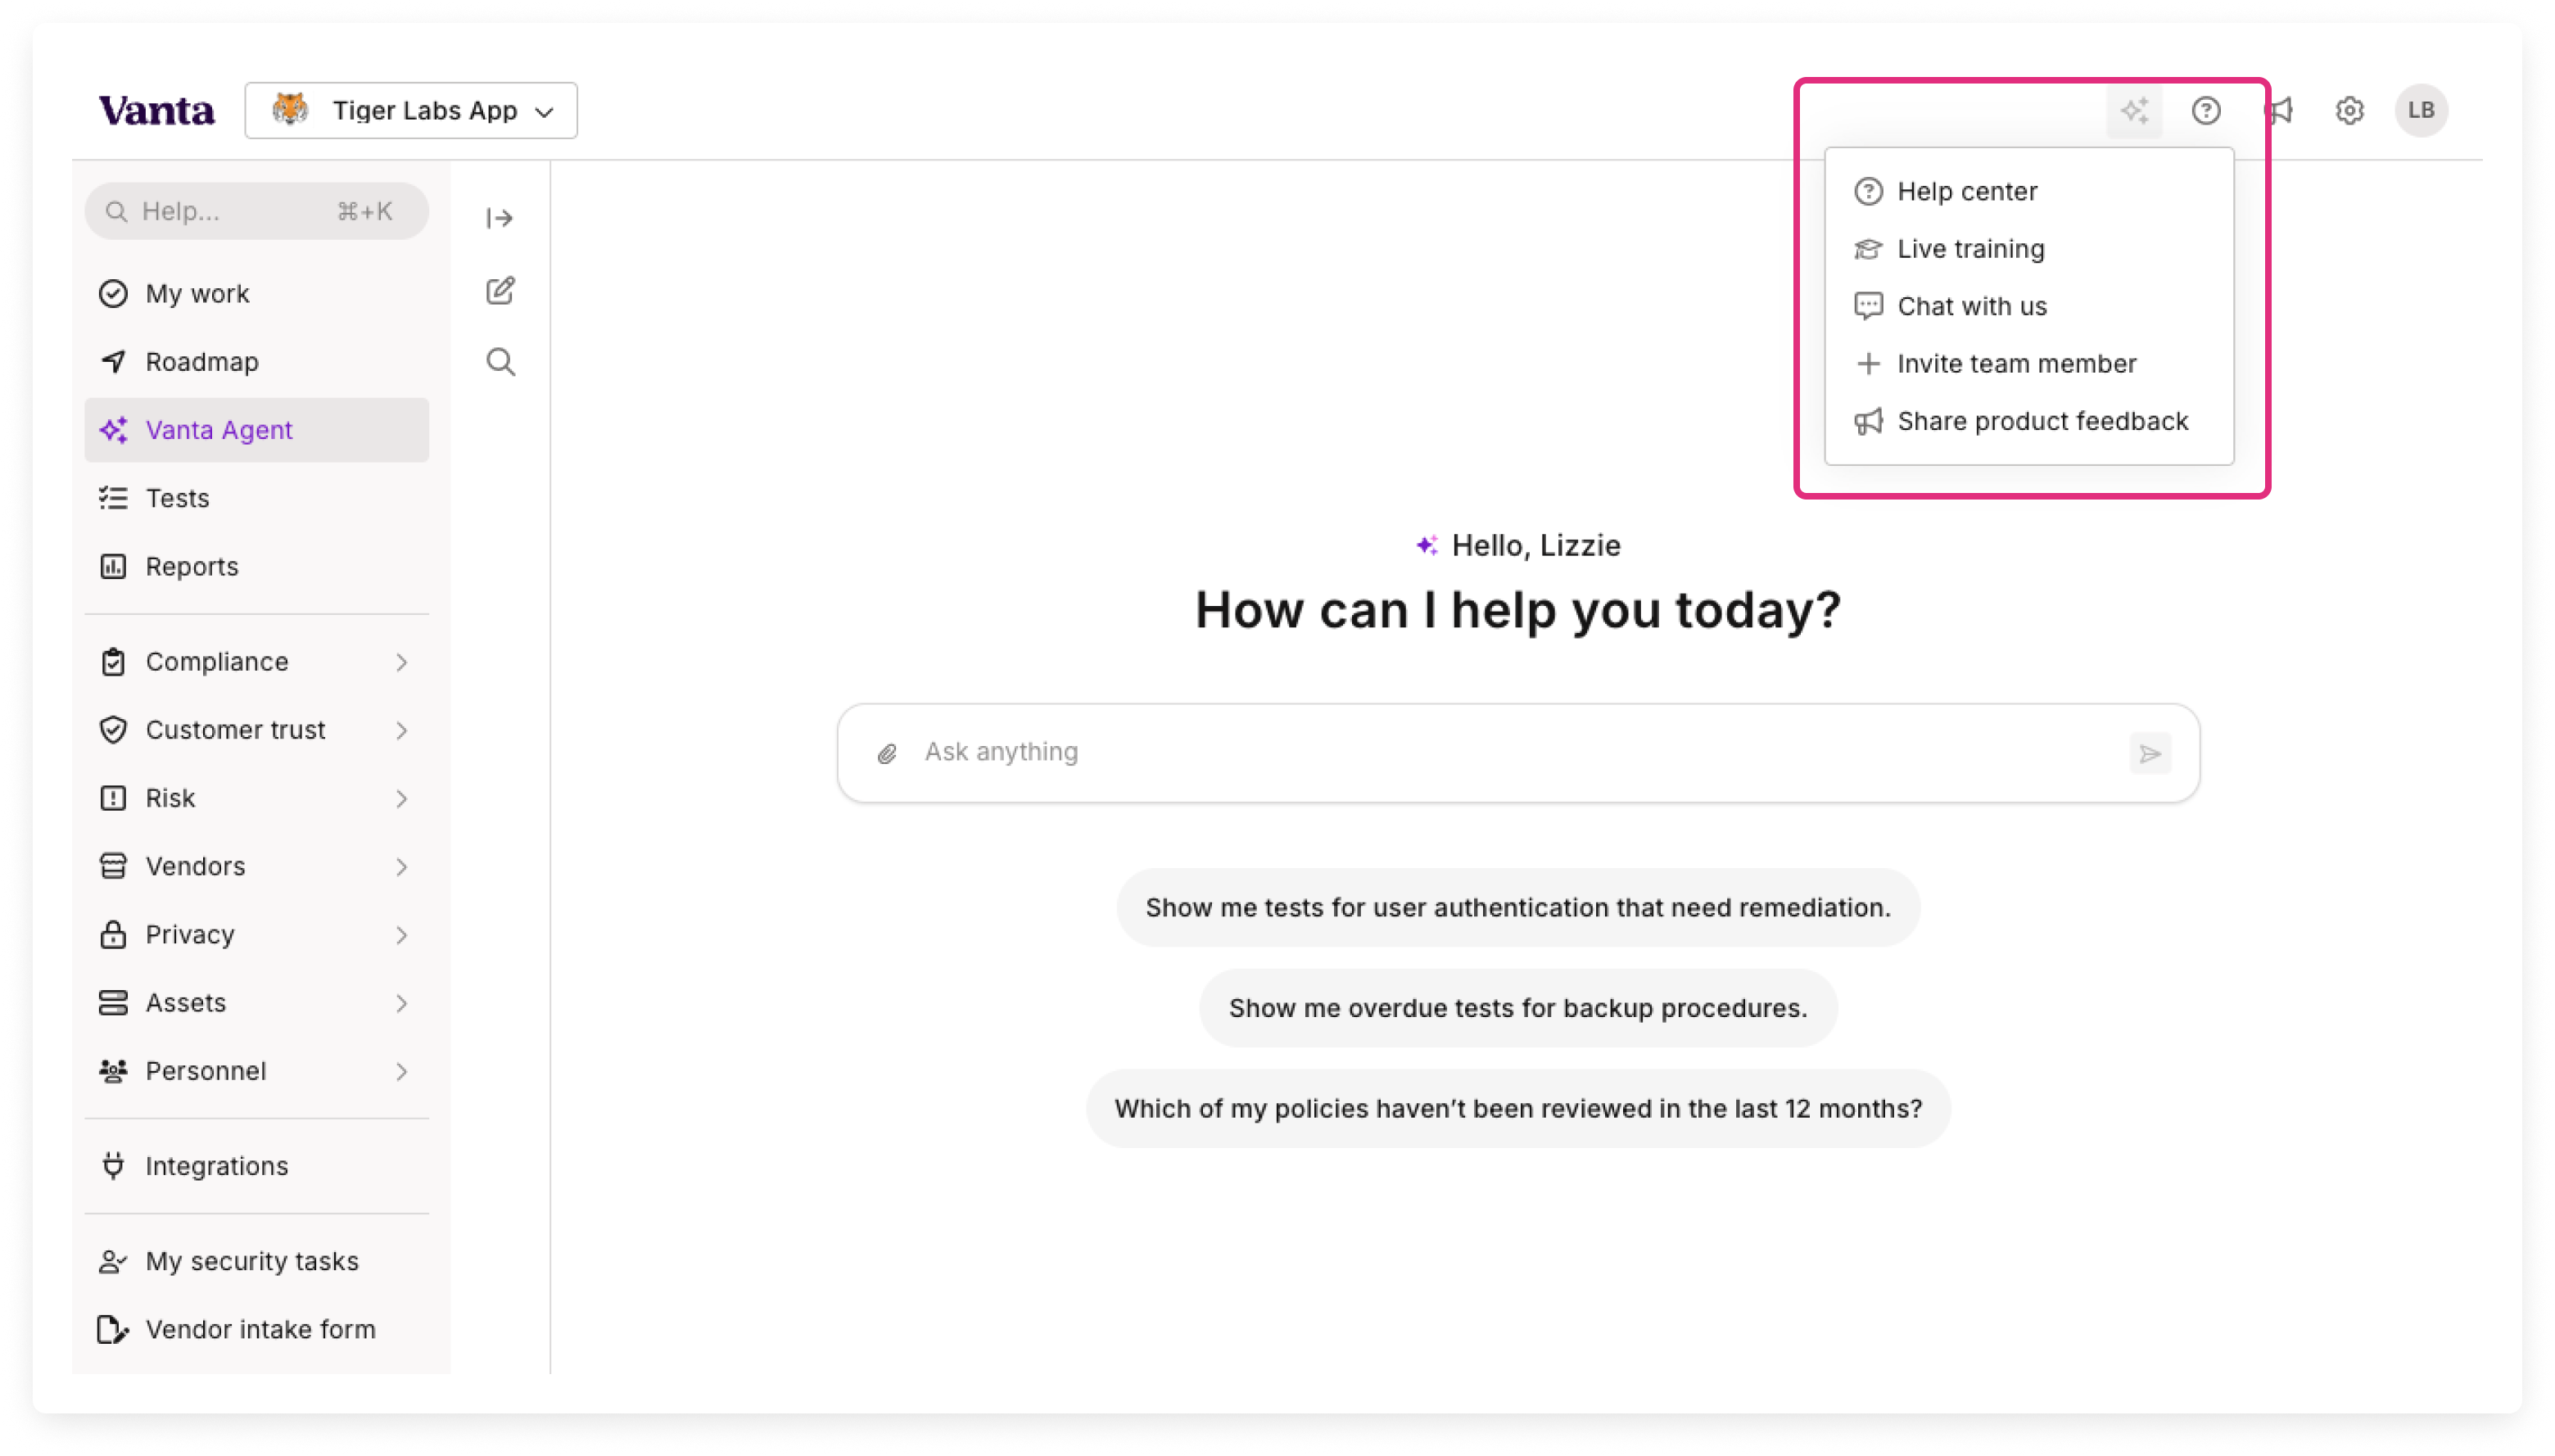 Vanta
Tiger Labs App
LB
Help...
⌘+K
My work
Roadmap
Vanta Agent
Tests
Reports
Compliance
Customer trust
Risk
Vendors
Privacy
Assets
Personnel
Integrations
My security tasks
Vendor intake form
Help center
Live training
Chat with us
Invite team member
Share product feedback
Hello, Lizzie
How can I help you today?
Ask anything
Show me tests for user authentication that need remediation.
Show me overdue tests for backup procedures.
Which of my policies haven’t been reviewed in the last 12 months?